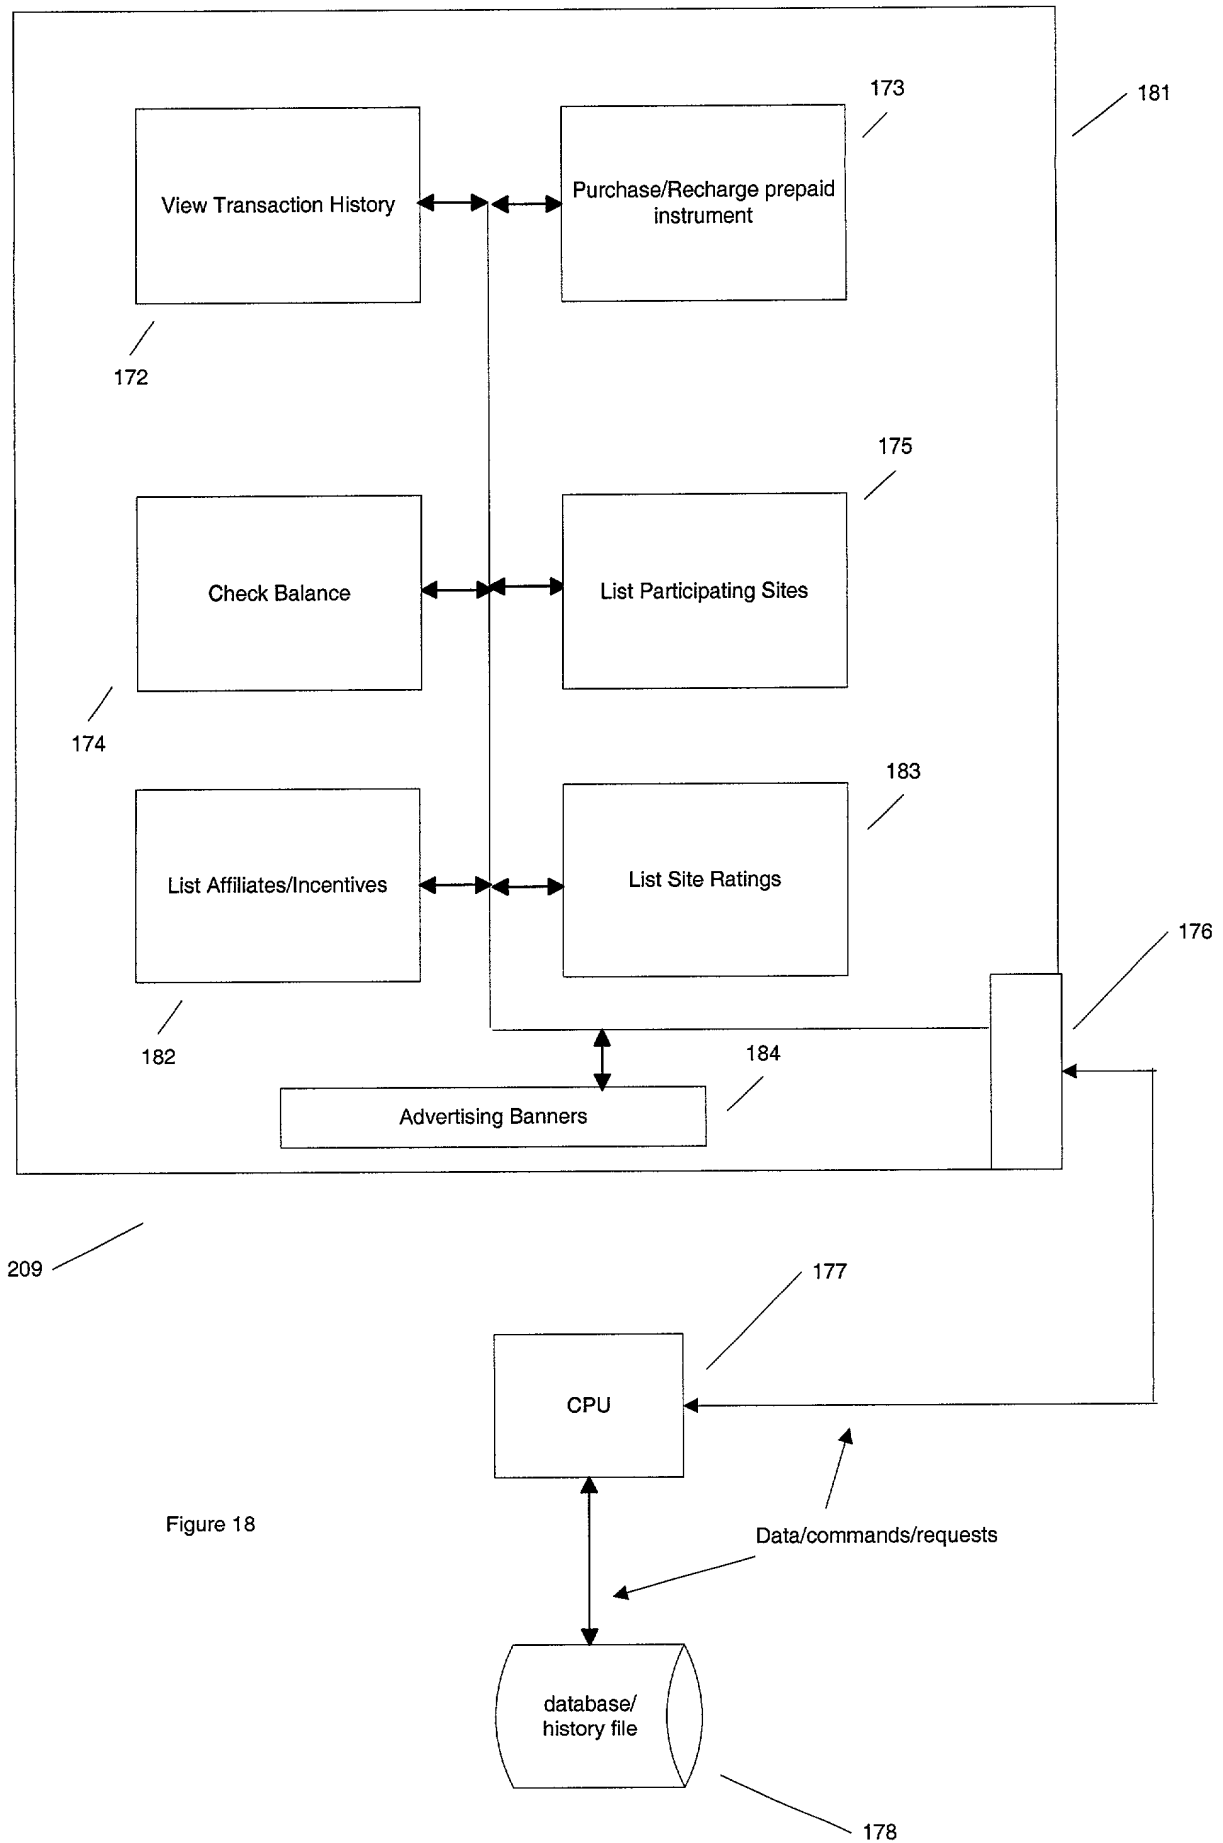 173
181
View Transaction History
Purchase/Recharge prepaid
instrument
172
175
Check Balance
List Participating Sites
174
183
List Affiliates/Incentives
List Site Ratings
176
182
184
Advertising Banners
209
177
CPU
Figure 18
Data/commands/requests
database/
history file
178